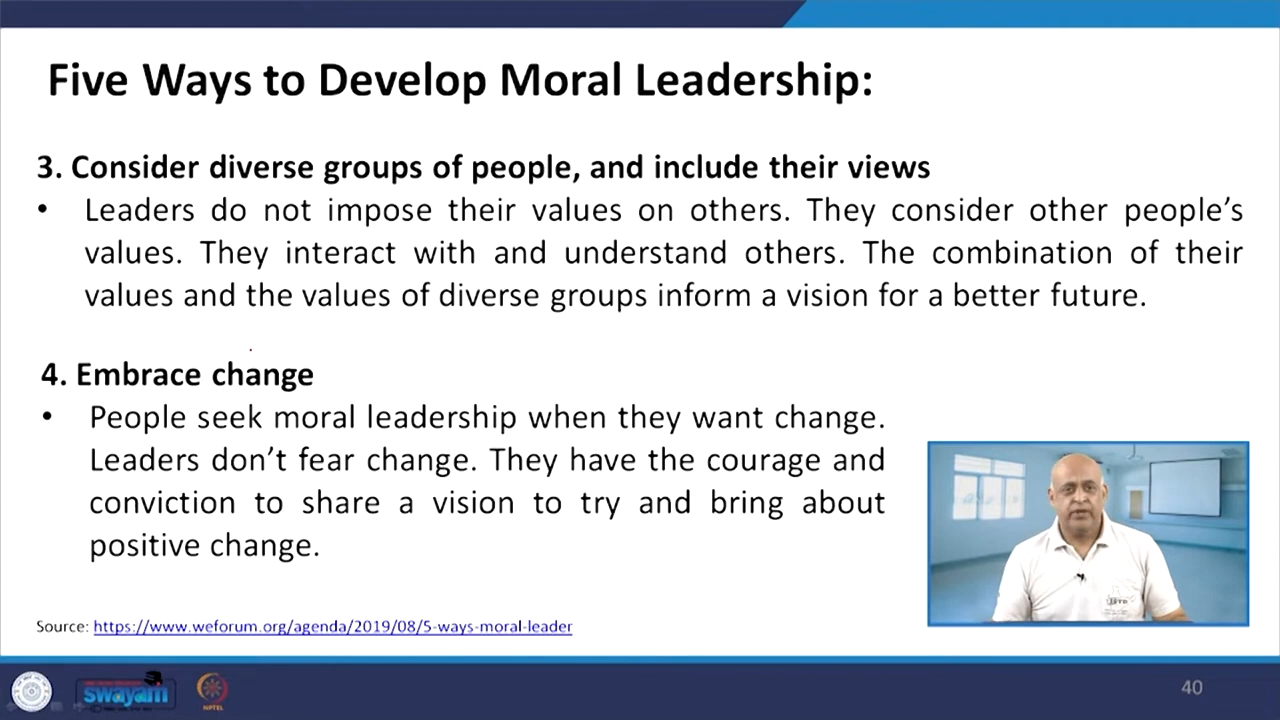 Five Ways to Develop Moral Leadership:
3. Consider diverse groups of people, and include their views
• Leaders do not impose their values on others. They consider other people’s
values. They interact with and understand others. The combination of their
values and the values of diverse groups inform a vision for a better future.
4. Embrace change
• People seek moral leadership when they want change.
Leaders don’t fear change. They have the courage and
conviction to share a vision to try and bring about
positive change.
Source: https://www.weforum.org/agenda/2019/08/5-ways-moral-leader
swayam
NPTEL
40